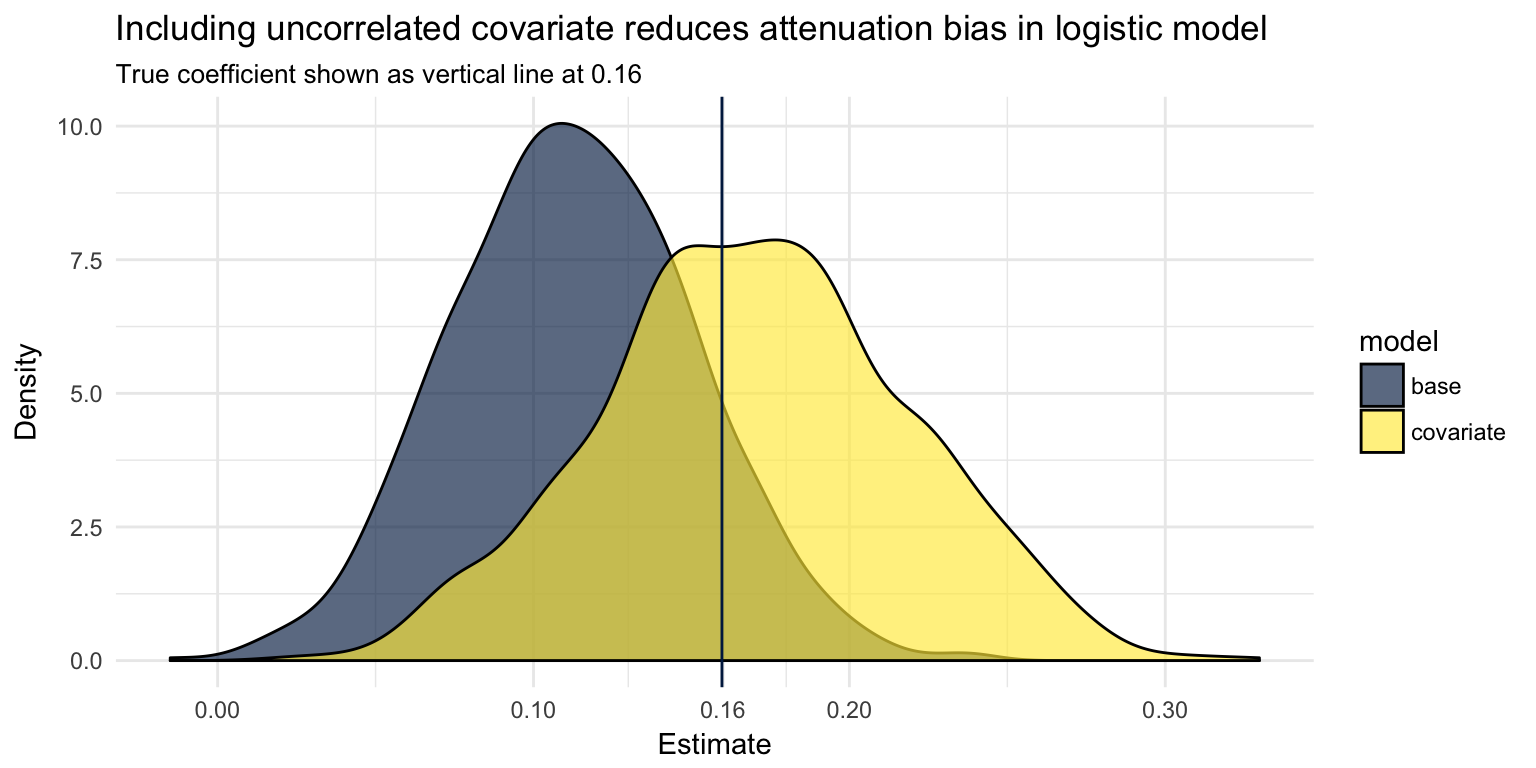 Including uncorrelated covariate reduces attenuation bias in logistic model
True coefficient shown as vertical line at 0.16
10.0
7.5
5.0
2.5
0.0
Density
0.00 0.10 0.16 0.20 0.30
Estimate
model
base
covariate